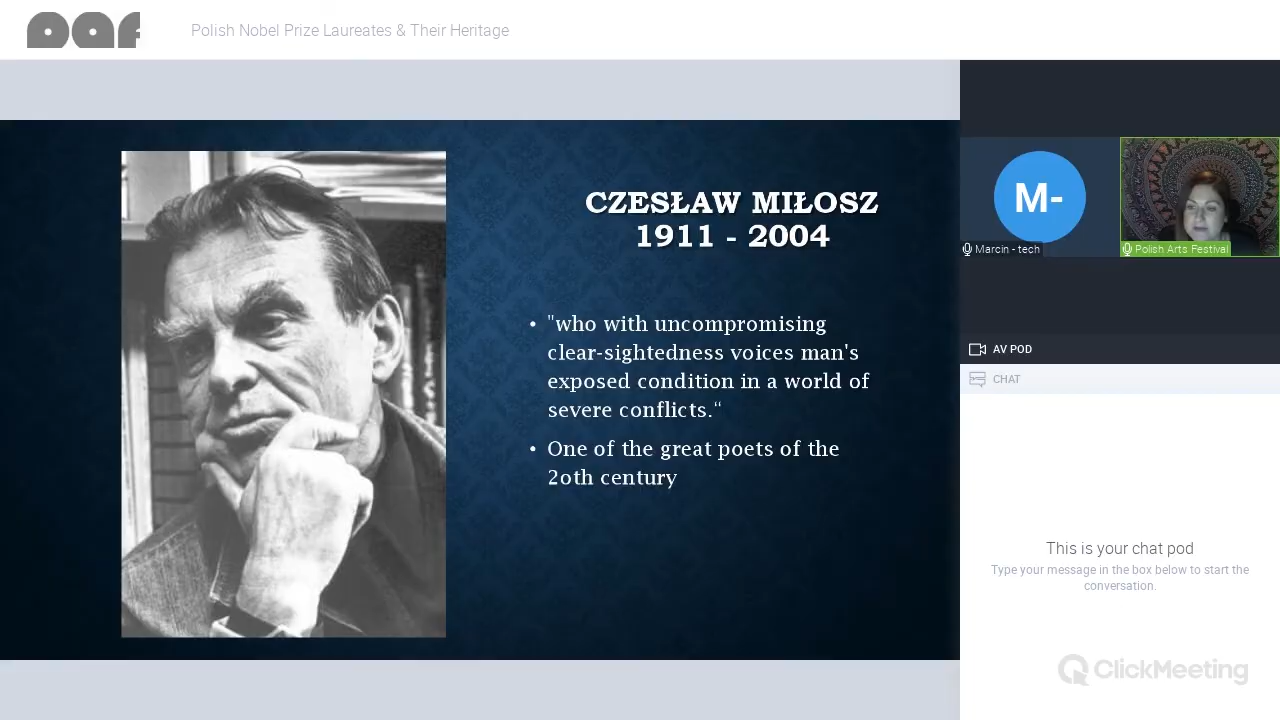 paf
Polish Nobel Prize Laureates & Their Heritage
CZESŁAW MIŁOSZ
1911 - 2004
• "who with uncompromising
clear-sightedness voices man's
exposed condition in a world of
severe conflicts.“
• One of the great poets of the
2oth century
M-
Marcin - tech
Polish Arts Festival
AV POD
CHAT
This is your chat pod
Type your message in the box below to start the
conversation.
ClickMeeting